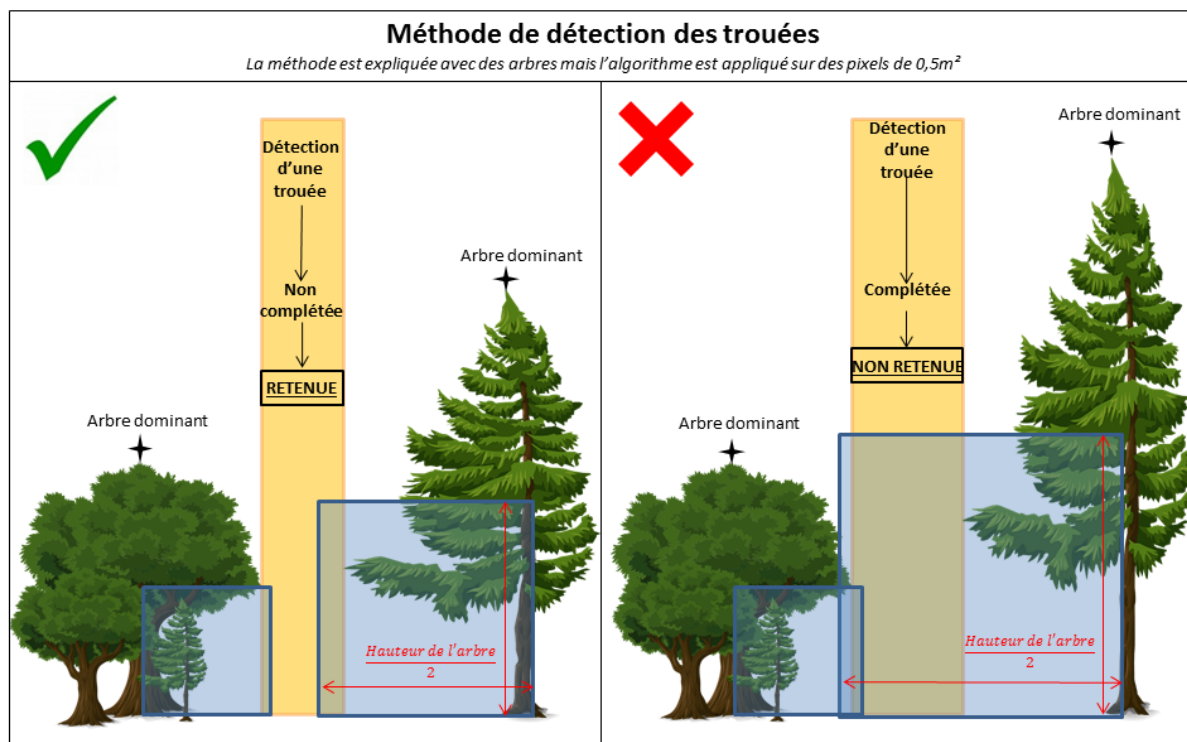 Méthode de détection des trouées
La méthode est expliquée avec des arbres mais l'algorithme est appliqué sur des pixels de 0,5m²
Détection
d'une
trouée
Non
complétée
RETENUE
Arbre dominant
Arbre dominant
Hauteur de l'arbre
2
Détection
d'une
trouée
Complétée
NON RETENUE
Arbre dominant
Arbre dominant
Hauteur de l'arbre
2